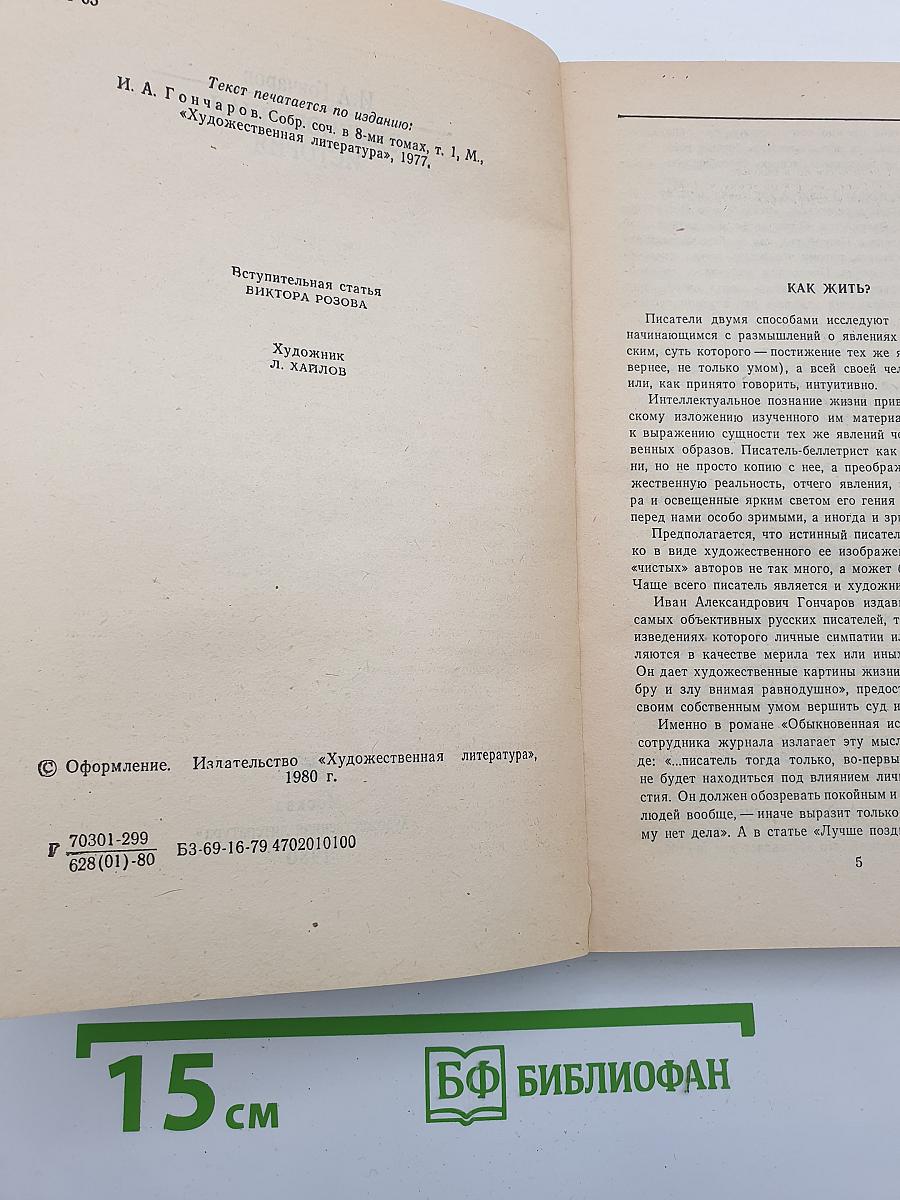 Текст печатается по изданию:
И. А. Гончаров. Собр. соч. в 8-ми томах, т. 1, М.,
«Художественная литература», 1977.
Вступительная статья
ВИКТОРА РОЗОВА
Художник
Л. ХАЙЛОВ
© Оформление. Издательство «Художественная литература»,
1980 г.
Г 70301-299
628(01)-80 БЗ-69-16-79 4702010100
КАК ЖИТЬ?
Писатели двумя способами исследуют
начинающимся с размышлений о явлениях
ским, суть которого — постижение тех же я
вернее, не только умом), а всей своей чел
или, как принято говорить, интуитивно.
Интеллектуальное познание жизни прив
скому изложению изученного им материа
к выражению сущности тех же явлений че
венных образов. Писатель-беллетрист как
ни, но не просто копию с нее, а преображ
жественную реальность, отчего явления,
ра и освещенные ярким светом его гения
перед нами особо зримыми, а иногда и зри
Предполагается, что истинный писател
ко в виде художественного ее изображен
«чистых» авторов не так много, а может б
Чаще всего писатель является и художни
Иван Александрович Гончаров издав
самых объективных русских писателей, т
изведениях которого личные симпатии ил
ляются в качестве мерила тех или иных
Он дает художественные картины жизни
бру и злу внимая равнодушно», предост
своим собственным умом вершить суд и
Именно в романе «Обыкновенная ис
сотрудника журнала излагает эту мысл
де: «...писатель тогда только, во-первы
не будет находиться под влиянием личн
стия. Он должен обозревать покойным и
людей вообще, — иначе выразит только
му нет дела». А в статье «Лучше позд
5
15 см
БФ БИБЛИОФАН